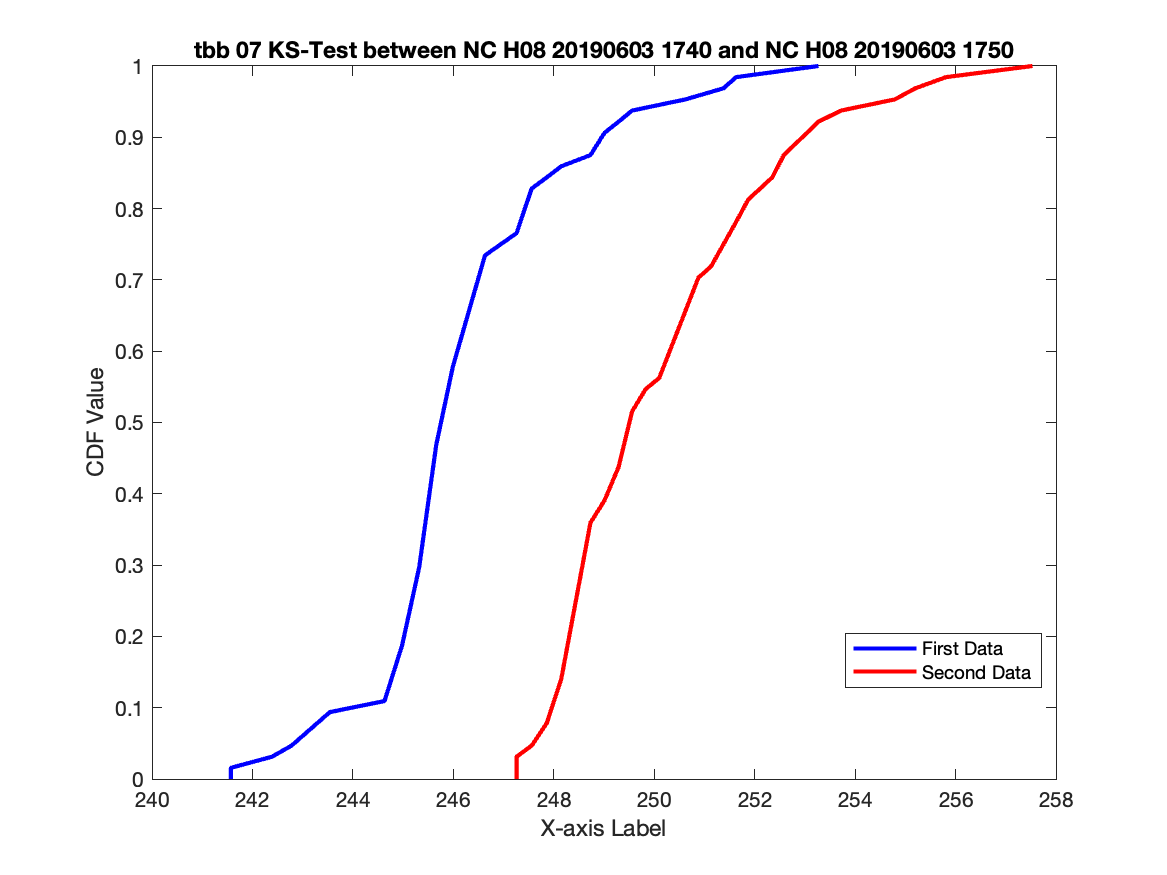 tbb 07 KS-Test between NC H08 20190603 1740 and NC H08 20190603 1750
1
0.9
0.8
0.7
0.6
0.5
0.4
0.3
0.2
0.1
0
CDF Value
First Data
Second Data
240 242 244 246 248 250 252 254 256 258
X-axis Label